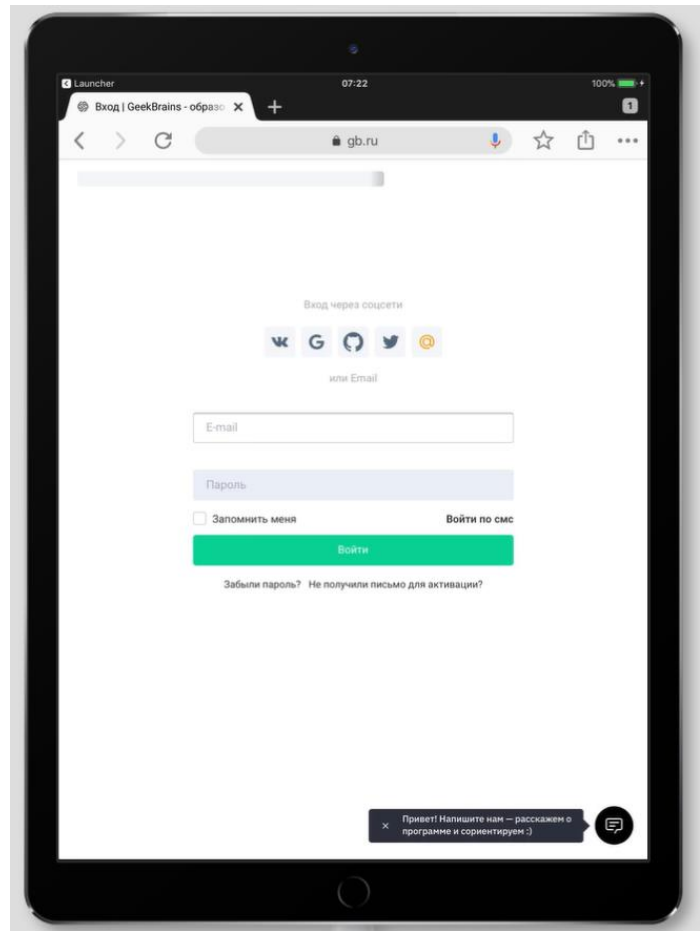 Launcher
07:22
100%
Вход | GeekBrains - образо
1
gb.ru
Вход через соцсети
или Email
E-mail
Пароль
Запомнить меня
Войти по смс
Войти
Забыли пароль? Не получили письмо для активации?
Привет! Напишите нам — расскажем о
программе и сориентируем :)